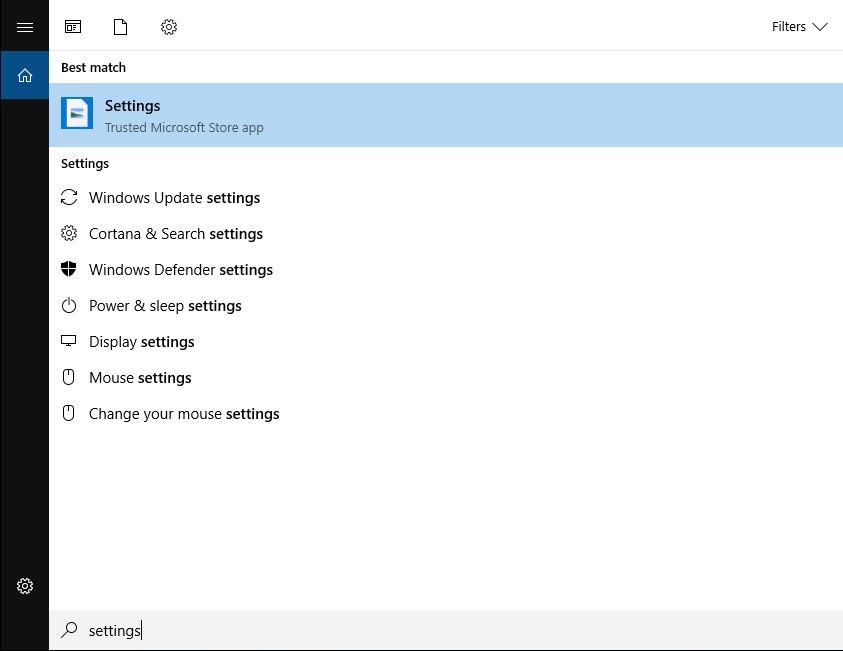 Filters
Best match
Settings
Trusted Microsoft Store app
Settings
Windows Update settings
Cortana & Search settings
Windows Defender settings
Power & sleep settings
Display settings
Mouse settings
Change your mouse settings
settings